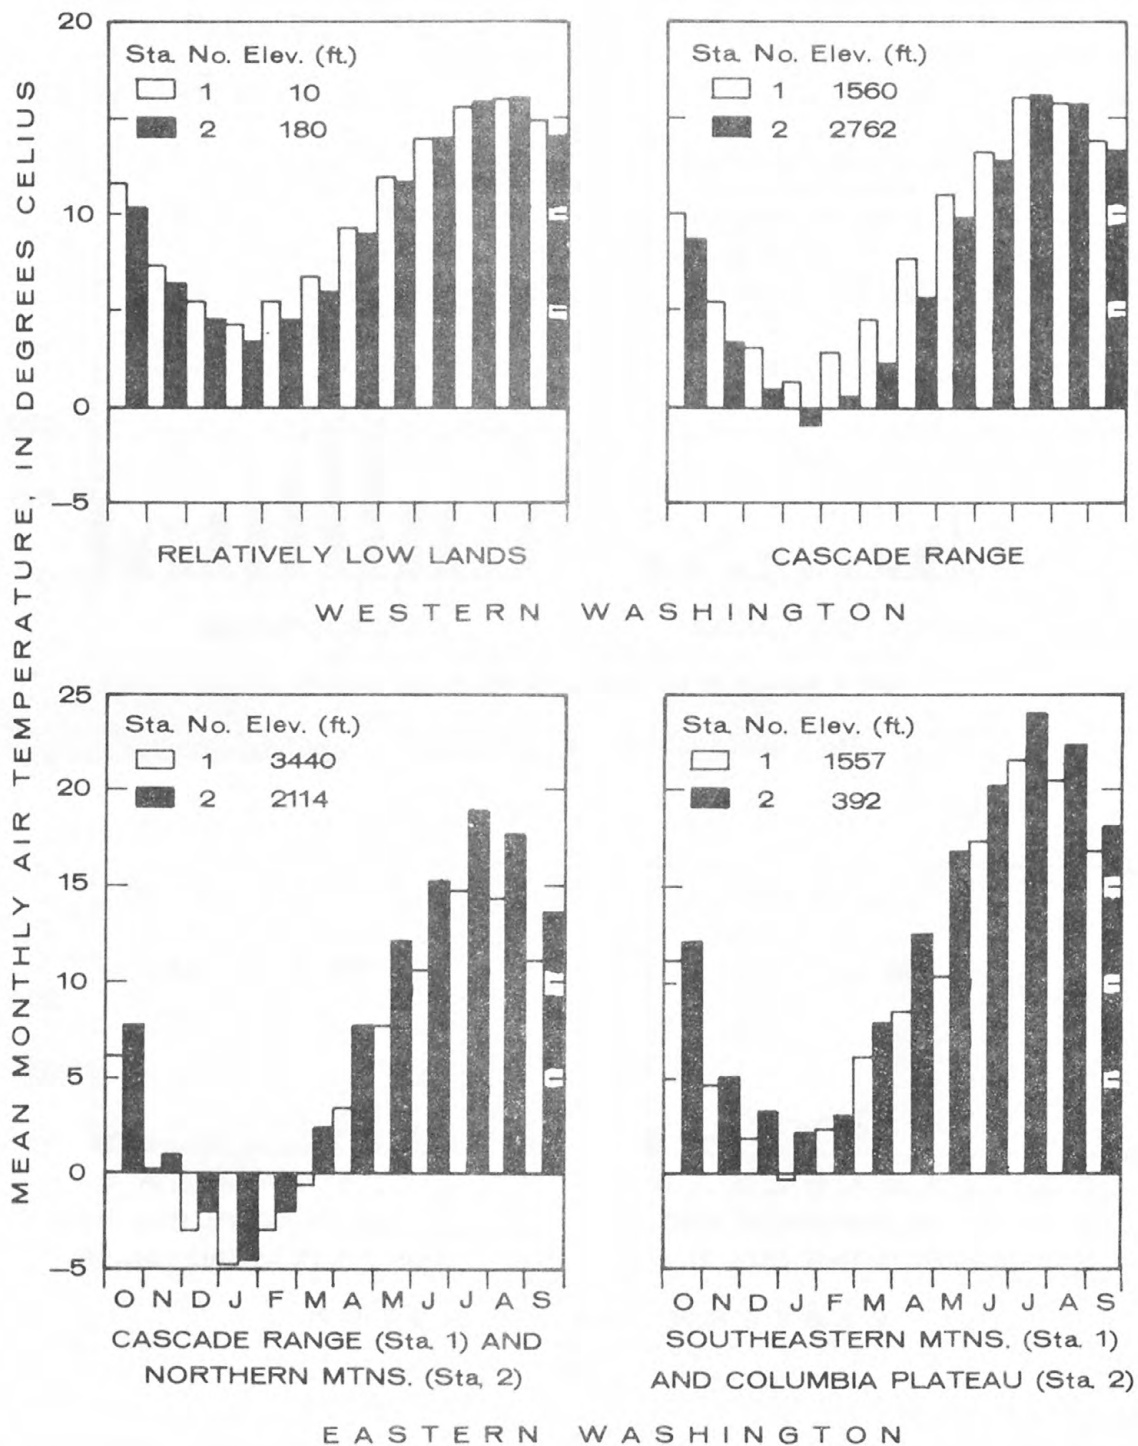 MEAN MONTHLY AIR TEMPERATURE, IN DEGREES CELIUS
20
10
0
—5
Sta. No. Elev. (ft.)
1 10
2 180
RELATIVELY LOW LANDS
Sta. No. Elev. (ft.)
1 1560
2 2762
CASCADE RANGE
WESTERN WASHINGTON
25
20
15
10
5
0
—5
Sta. No. Elev. (ft.)
1 3440
2 2114
O N D J F M A M J J A S
CASCADE RANGE (Sta. 1) AND
NORTHERN MTNS. (Sta, 2)
Sta. No. Elev. (ft.)
1 1557
2 392
O N D J F M A M J J A S
SOUTHEASTERN MTNS. (Sta. 1)
AND COLUMBIA PLATEAU (Sta. 2)
EASTERN WASHINGTON